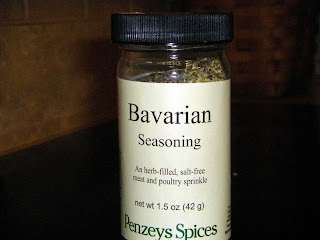 Bavarian
Seasoning
An herb-filled, salt-free
meat and poultry sprinkle
net wt 1.5 oz (42 g)
Penzeys Spices